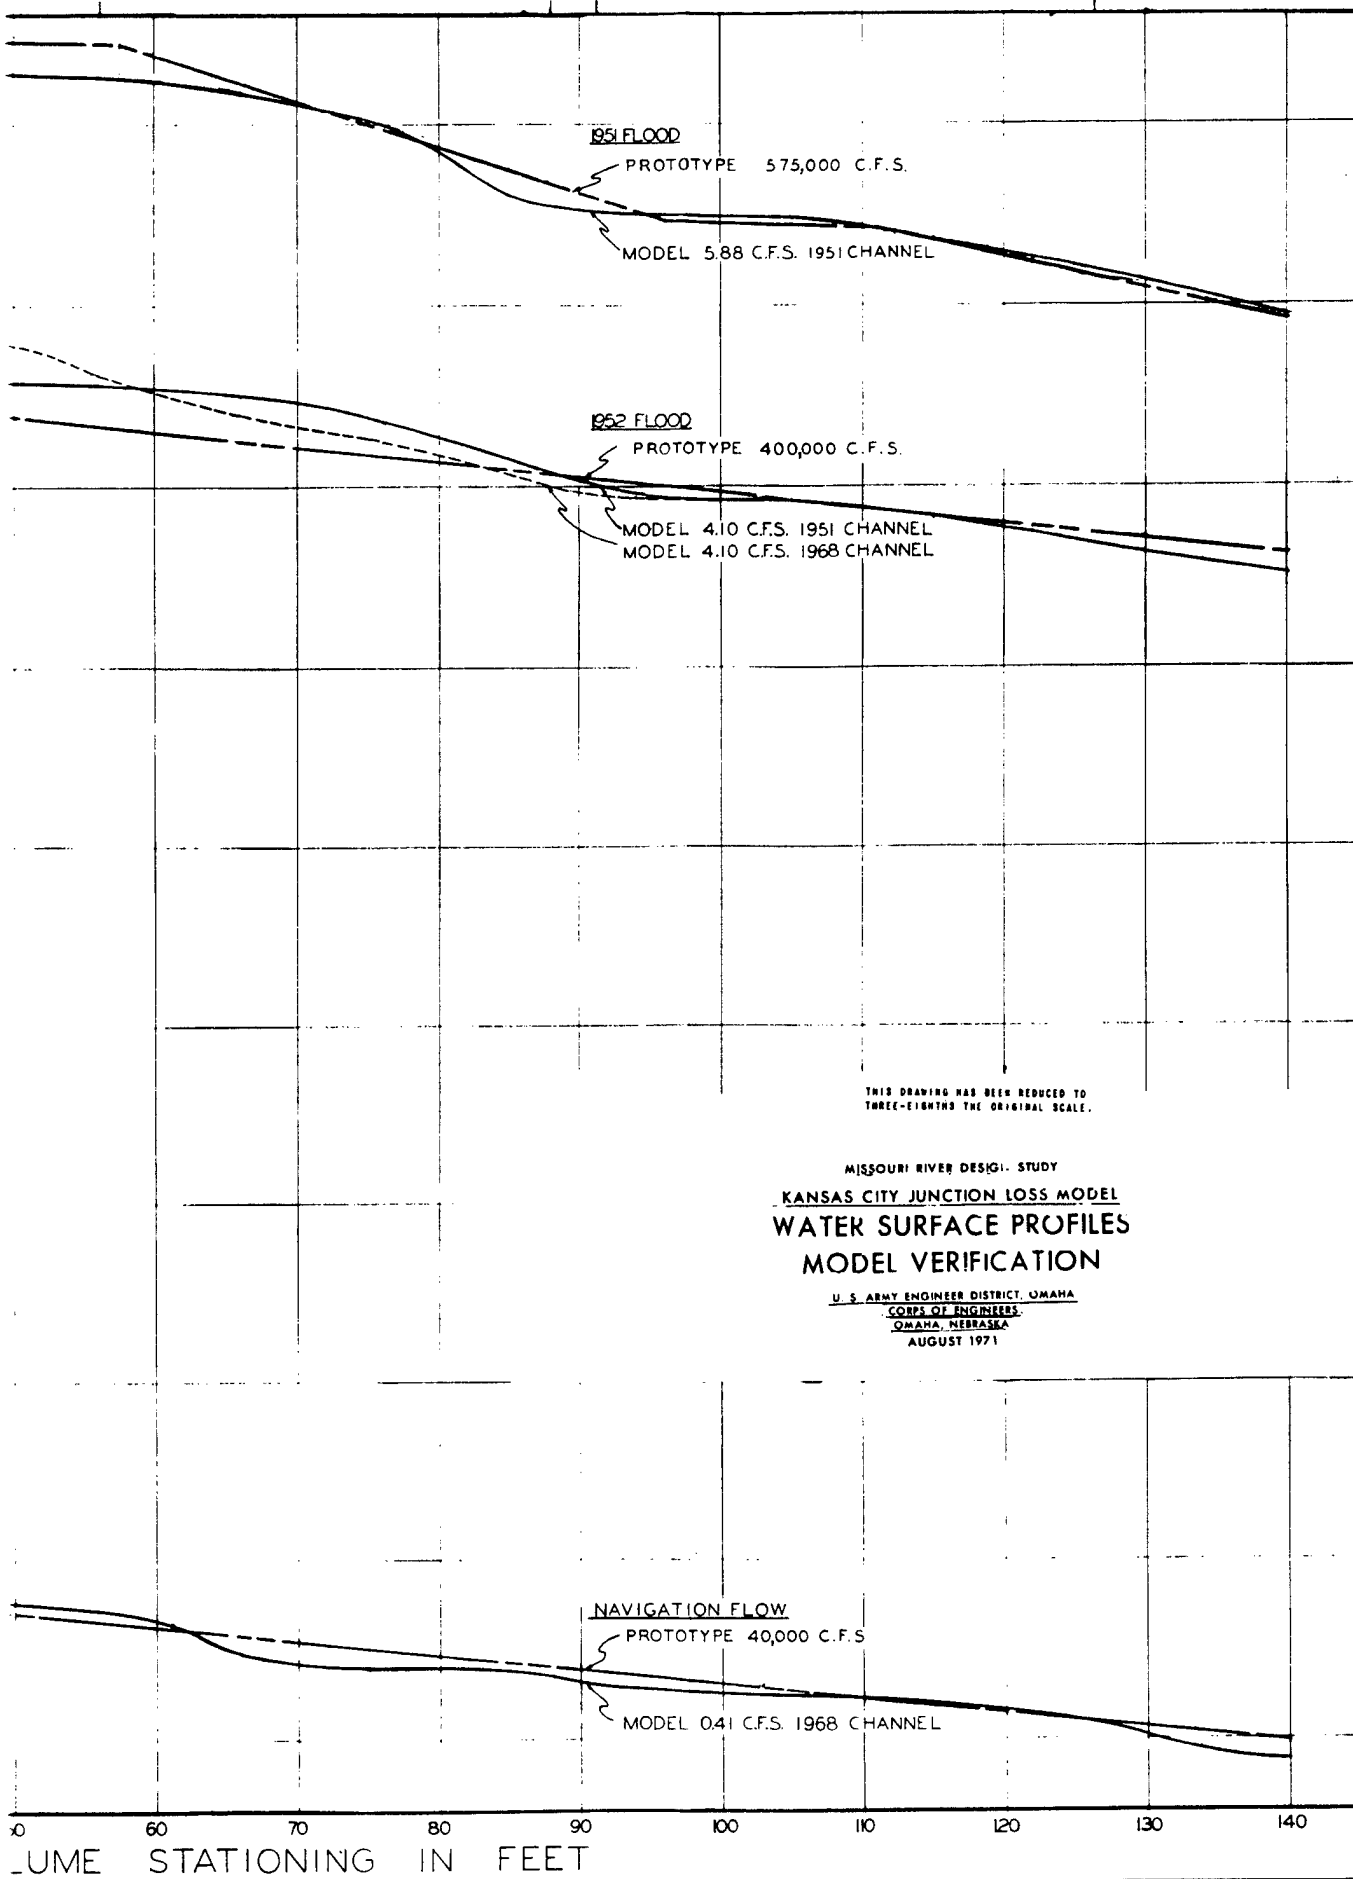 1951 FLOOD
PROTOTYPE 575,000 C.F.S.
MODEL 5.88 C.F.S. 1951 CHANNEL
1952 FLOOD
PROTOTYPE 400,000 C.F.S.
MODEL 4.10 C.F.S. 1951 CHANNEL
MODEL 4.10 C.F.S. 1968 CHANNEL
THIS DRAWING HAS BEEN REDUCED TO
THREE-EIGHTHS THE ORIGINAL SCALE.
MISSOURI RIVER DESIGN STUDY
KANSAS CITY JUNCTION LOSS MODEL
WATER SURFACE PROFILES
MODEL VERIFICATION
U. S. ARMY ENGINEER DISTRICT, OMAHA
CORPS OF ENGINEERS
OMAHA, NEBRASKA
AUGUST 1971
NAVIGATION FLOW
PROTOTYPE 40,000 C.F.S
MODEL 0.41 C.F.S. 1968 CHANNEL
60 70 80 90 100 110 120 130 140
STATIONING IN FEET